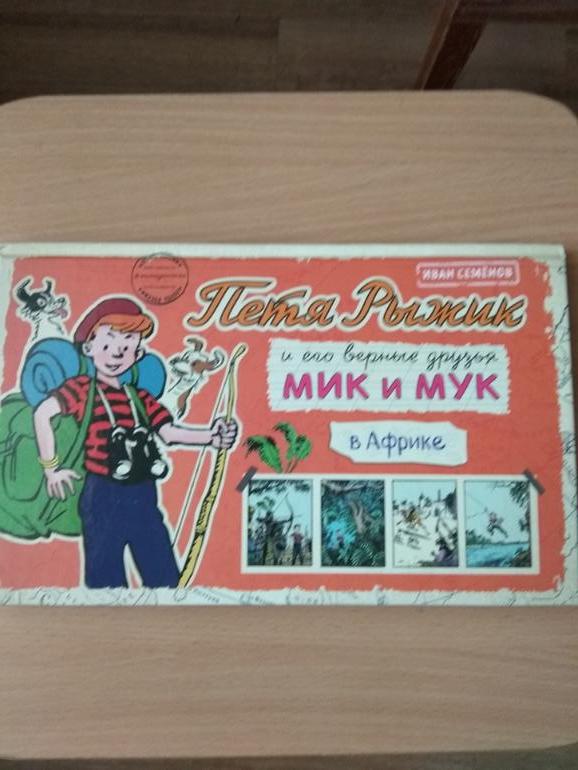 ИВАН СЕМЁНОВ
Петя Рыжик
и его верные друзья
МИК и МУК
в Африке